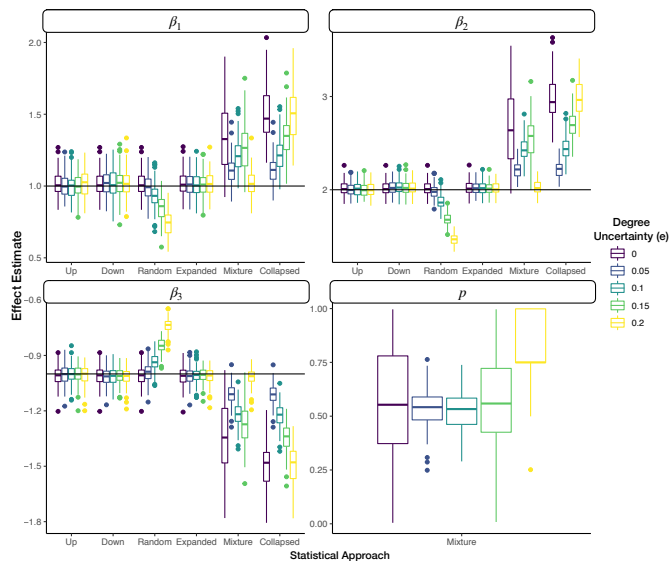 β1
β2
2.0
1.5
1.0
0.5
3
2
Up
Down
Random
Expanded
Mixture
Collapsed
Up
Down
Random
Expanded
Mixture
Collapsed
β3
p
−0.6
−0.9
−1.2
−1.5
−1.8
1.00
0.75
0.50
0.25
0.00
Up
Down
Random
Expanded
Mixture
Collapsed
Mixture
Effect Estimate
Statistical Approach
Degree
Uncertainty (e)
0
0.05
0.1
0.15
0.2